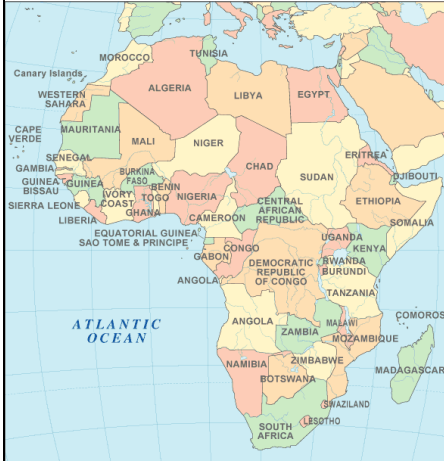 TUNISIA
MOROCCO
Canary Islands
ALGERIA
LIBYA
EGYPT
WESTERN
SAHARA
CAPE
VERDE
MAURITANIA
MALI
NIGER
CHAD
SUDAN
ERITREA
DJIBOUTI
SENEGAL
GAMBIA
GUINEA
BISSAU
GUINEA
SIERRA LEONE
LIBERIA
IVORY
COAST
BURKINA
FASO
GHANA
TOGO
BENIN
NIGERIA
CAMEROON
CENTRAL
AFRICAN
REPUBLIC
ETHIOPIA
SOMALIA
EQUATORIAL GUINEA
SAO TOME & PRINCIPE
GABON
CONGO
DEMOCRATIC
REPUBLIC
OF CONGO
UGANDA
KENYA
RWANDA
BURUNDI
TANZANIA
ANGOLA
ANGOLA
ZAMBIA
MALAWI
COMOROS
MOZAMBIQUE
ATLANTIC
OCEAN
NAMIBIA
BOTSWANA
ZIMBABWE
MADAGASCAR
SWAZILAND
LESOTHO
SOUTH
AFRICA